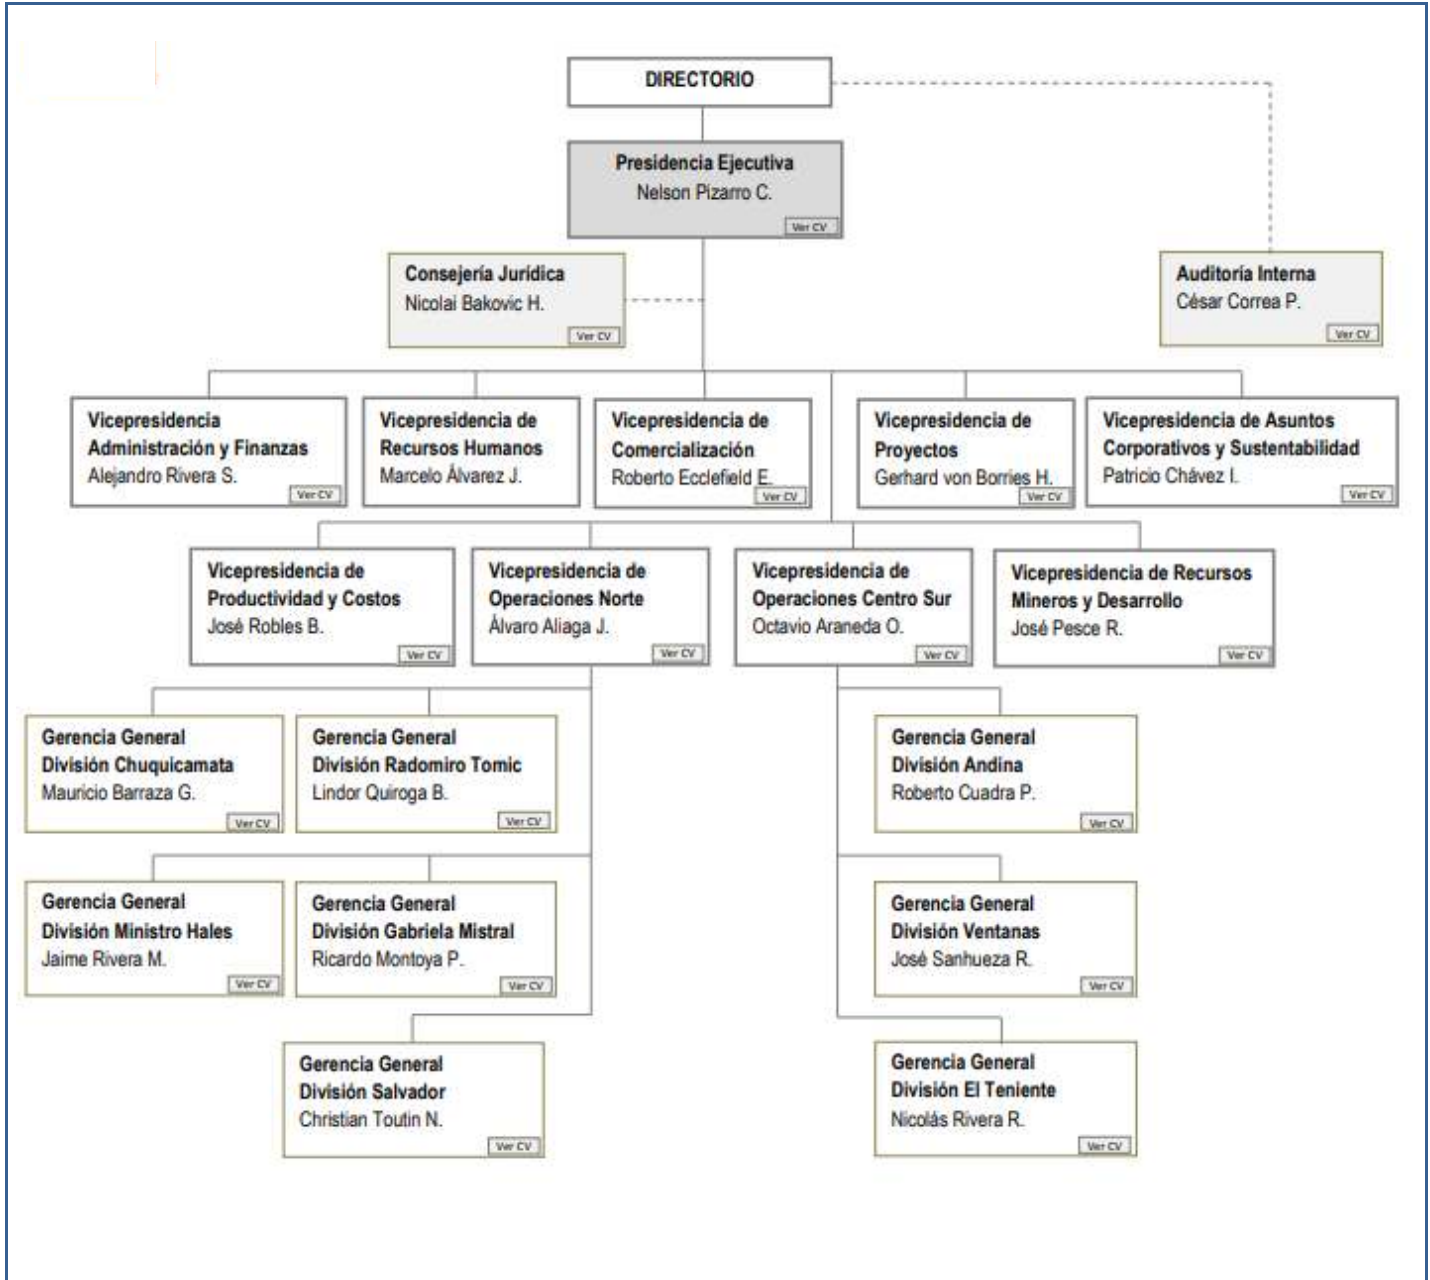 DIRECTORIO
Presidencia Ejecutiva
Nelson Pizarro C.
Ver CV
Consejería Jurídica
Nicolai Bakovic H.
Ver CV
Auditoría Interna
César Correa P.
Ver CV
Vicepresidencia
Administración y Finanzas
Alejandro Rivera S.
Ver CV
Vicepresidencia de
Recursos Humanos
Marcelo Álvarez J.
Vicepresidencia de
Comercialización
Roberto Ecclefield E.
Ver CV
Vicepresidencia de
Proyectos
Gerhard von Borries H.
Ver CV
Vicepresidencia de Asuntos
Corporativos y Sustentabilidad
Patricio Chávez I.
Ver CV
Vicepresidencia de
Productividad y Costos
José Robles B.
Ver CV
Vicepresidencia de
Operaciones Norte
Álvaro Aliaga J.
Ver CV
Vicepresidencia de
Operaciones Centro Sur
Octavio Araneda O.
Ver CV
Vicepresidencia de Recursos
Mineros y Desarrollo
José Pesce R.
Ver CV
Gerencia General
División Chuquicamata
Mauricio Barraza G.
Ver CV
Gerencia General
División Radomiro Tomic
Lindor Quiroga B.
Ver CV
Gerencia General
División Andina
Roberto Cuadra P.
Ver CV
Gerencia General
División Ministro Hales
Jaime Rivera M.
Ver CV
Gerencia General
División Gabriela Mistral
Ricardo Montoya P.
Ver CV
Gerencia General
División Ventanas
José Sanhueza R.
Ver CV
Gerencia General
División Salvador
Christian Toutin N.
Ver CV
Gerencia General
División El Teniente
Nicolás Rivera R.
Ver CV